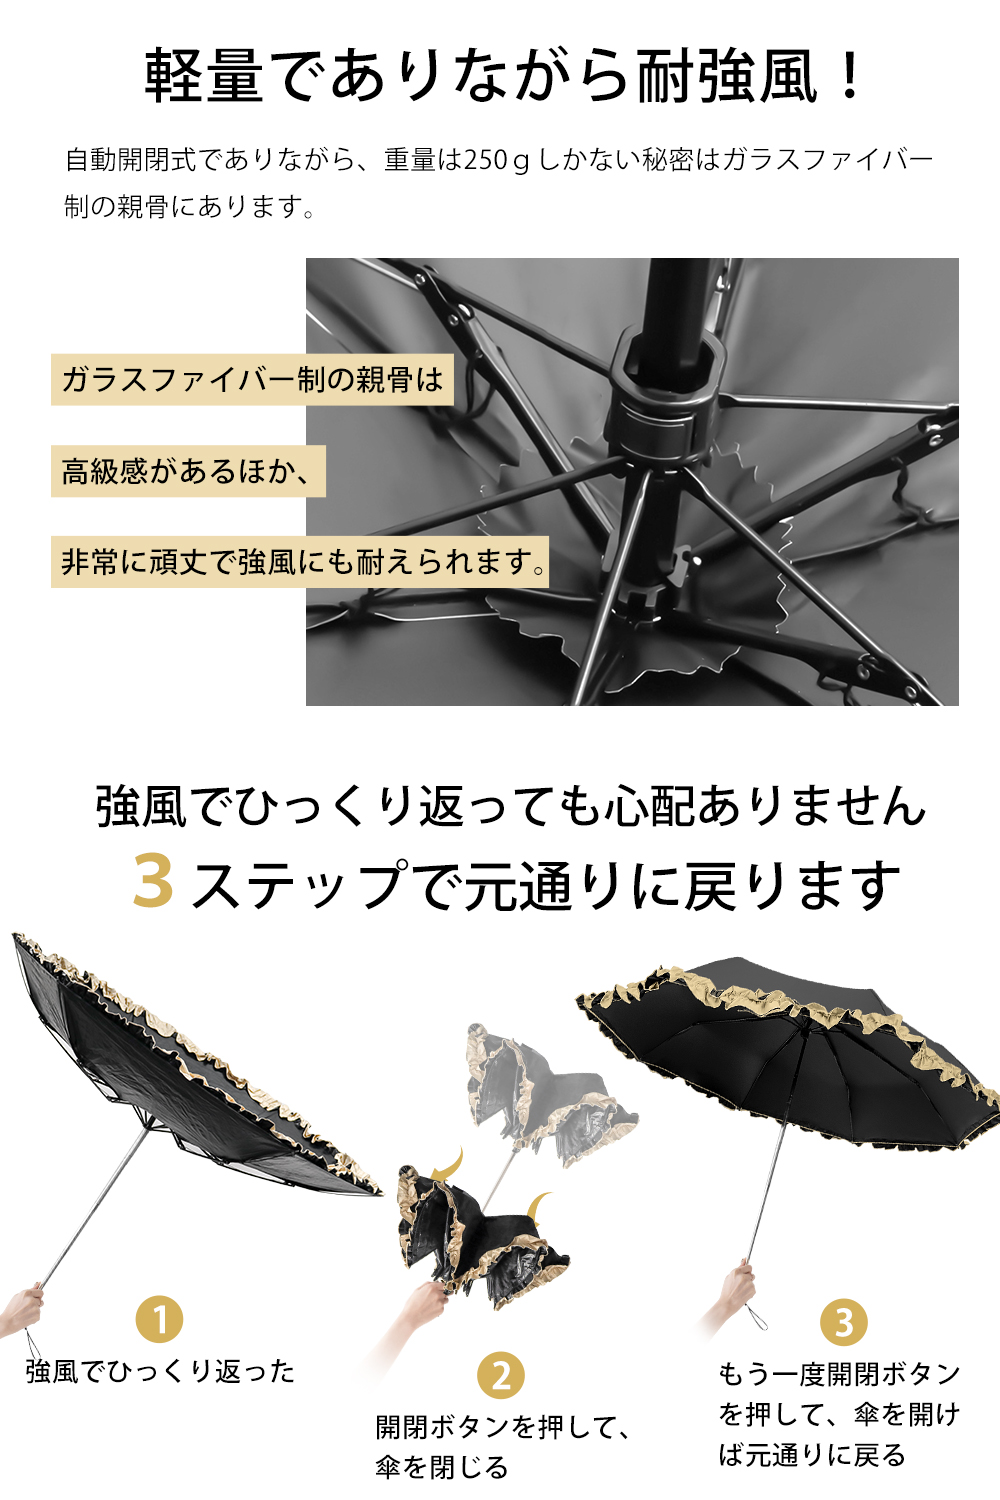 軽量でありながら耐強風！
自動開閉式でありながら、重量は250ｇしかない秘密はガラスファイバー
制の親骨にあります。
ガラスファイバー制の親骨は
高級感があるほか、
非常に頑丈で強風にも耐えられます。
強風でひっくり返っても心配ありません
3 ステップで元通りに戻ります
1
強風でひっくり返った
2
開閉ボタンを押して、
傘を閉じる
3
もう一度開閉ボタン
を押して、傘を開け
ば元通りに戻る